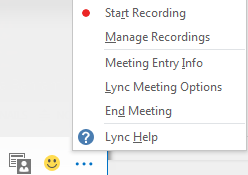 Start Recording
Manage Recordings
Meeting Entry Info
Lync Meeting Options
End Meeting
? Lync Help